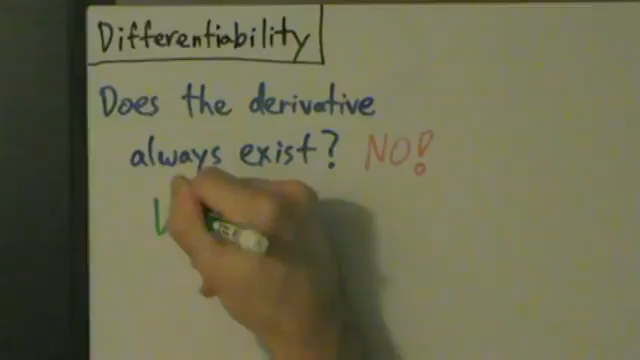 Differentiability
Does the derivative
always exist? NO!